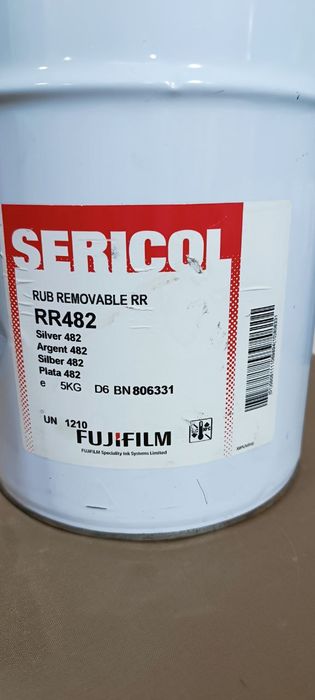 SERICOL
RUB REMOVABLE RR
RR482
Silver 482
Argent 482
Silber 482
Plata 482
e 5KG D6 BN 806331
UN 1210
FUJIFILM
FUJIFILM Speciality Ink Systems Limited